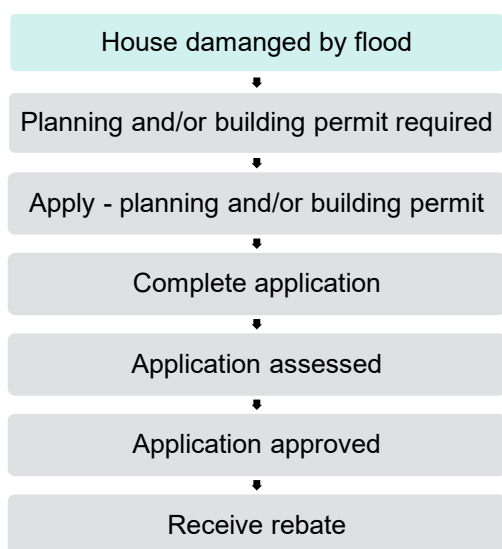 House damanged by flood
Planning and/or building permit required
Apply - planning and/or building permit
Complete application
Application assessed
Application approved
Receive rebate